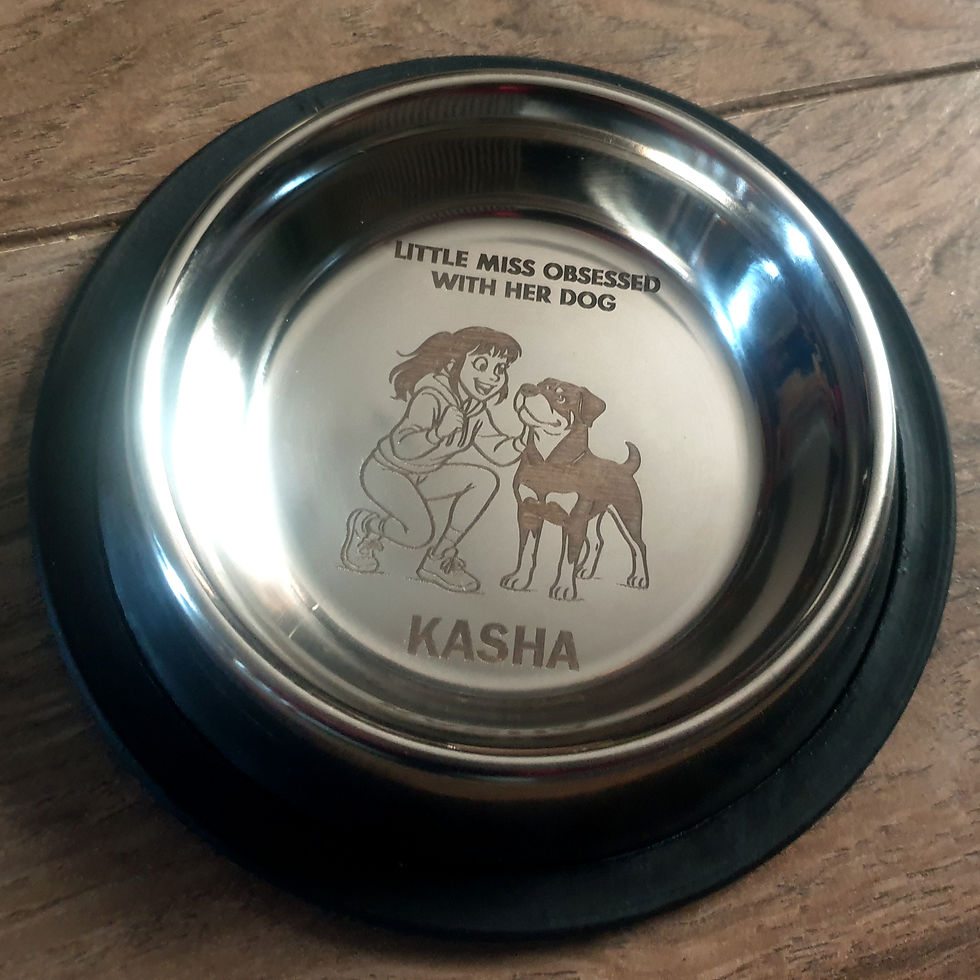 LITTLE MISS OBSESSED
WITH HER DOG
KASHA